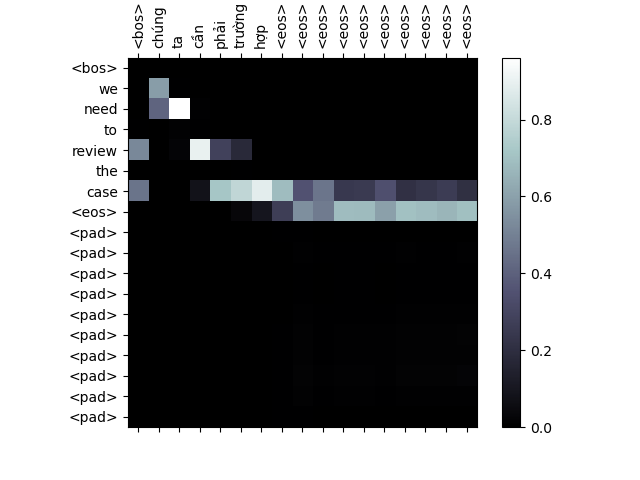 <bos> chúng ta cần phải trường hợp <eos> <eos> <eos> <eos> <eos> <eos> <eos> <eos> <eos> <eos>
<bos>
we
need
to
review
the
case
<eos>
<pad>
<pad>
<pad>
<pad>
<pad>
<pad>
<pad>
<pad>
<pad>
<pad>
0.8
0.6
0.4
0.2
0.0